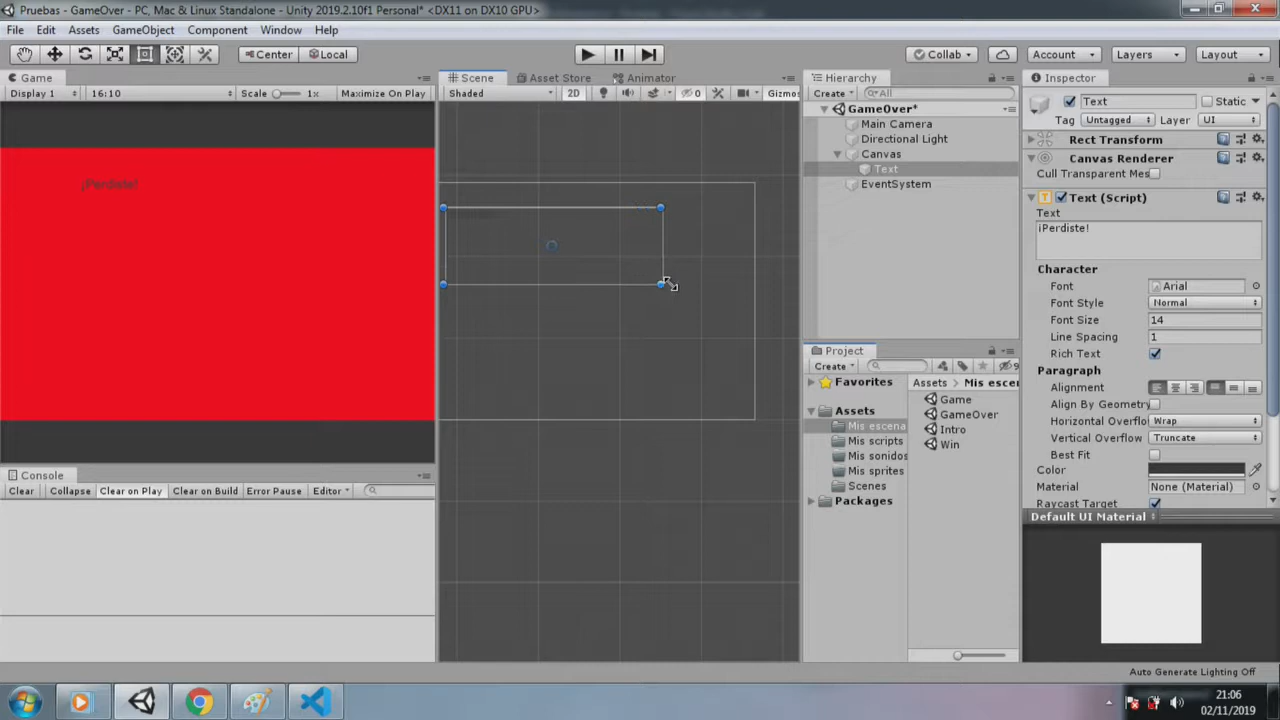 Pruebas - GameOver - PC, Mac & Linux Standalone - Unity 2019.2.10f1 Personal* <DX11 on DX10 GPU>
File Edit Assets GameObject Component Window Help
Center Local Collab Account Layers Layout
Game
Display 1 16:10 Scale 1x Maximize On Play
¡Perdiste!
Scene Asset Store Animator
Shaded 2D 0 Gizmos
Hierarchy
Create All
GameOver*
Main Camera
Directional Light
Canvas
Text
EventSystem
Project
Create 9
Favorites
Assets
Mis escena
Mis scripts
Mis sonidos
Mis sprites
Scenes
Packages
Assets Mis escen
Game
GameOver
Intro
Win
Inspector
Text Static
Tag Untagged Layer UI
Rect Transform
Canvas Renderer
Cull Transparent Mes
Text (Script)
Text
¡Perdiste!
Character
Font Arial
Font Style Normal
Font Size 14
Line Spacing 1
Rich Text
Paragraph
Alignment
Align By Geometry
Horizontal Overflo Wrap
Vertical Overflow Truncate
Best Fit
Color
Material None (Material)
Raycast Target
Default UI Material
Console
Clear Collapse Clear on Play Clear on Build Error Pause Editor
Auto Generate Lighting Off
21:06
02/11/2019